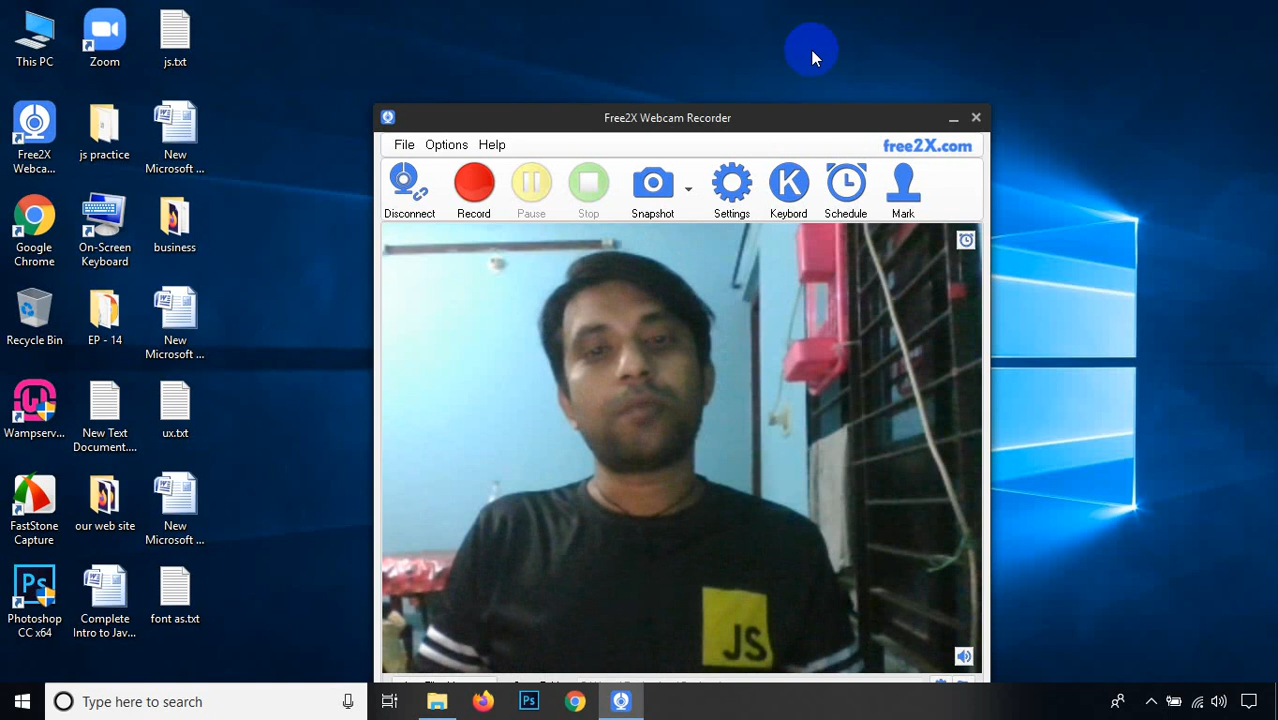 This PC
Zoom
js.txt
Free2X
Webca...
js practice
New
Microsoft ...
Google
Chrome
On-Screen
Keyboard
business
Recycle Bin
EP - 14
New
Microsoft ...
Wampserv...
New Text
Document....
ux.txt
FastStone
Capture
our web site
New
Microsoft ...
Ps
Photoshop
CC x64
Complete
Intro to Jav...
font as.txt
Free2X Webcam Recorder
File Options Help
free2X.com
K
Disconnect Record Pause Stop Snapshot Settings Keybord Schedule Mark
JS
Type here to search
Ps